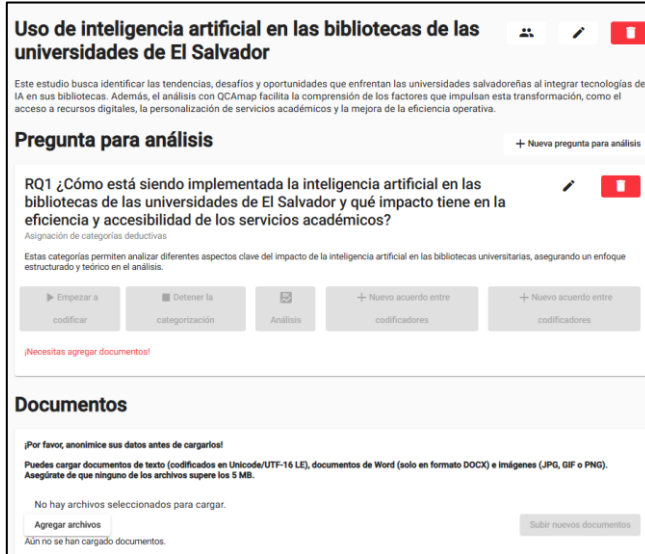 Uso de inteligencia artificial en las bibliotecas de las
universidades de El Salvador
Este estudio busca identificar las tendencias, desafíos y oportunidades que enfrentan las universidades salvadoreñas al integrar tecnologías de
IA en sus bibliotecas. Además, el análisis con QCAmap facilita la comprensión de los factores que impulsan esta transformación, como el
acceso a recursos digitales, la personalización de servicios académicos y la mejora de la eficiencia operativa.
Pregunta para análisis
+ Nueva pregunta para análisis
RQ1 ¿Cómo está siendo implementada la inteligencia artificial en las
bibliotecas de las universidades de El Salvador y qué impacto tiene en la
eficiencia y accesibilidad de los servicios académicos?
Asignación de categorías deductivas
Estas categorías permiten analizar diferentes aspectos clave del impacto de la inteligencia artificial en las bibliotecas universitarias, asegurando un enfoque
estructurado y teórico en el análisis.
Empezar a
codificar
Detener la
categorización
Análisis
+ Nuevo acuerdo entre
codificadores
+ Nuevo acuerdo entre
codificadores
¡Necesitas agregar documentos!
Documentos
¡Por favor, anonimice sus datos antes de cargarlos!
Puedes cargar documentos de texto (codificados en Unicode/UTF-16 LE), documentos de Word (solo en formato DOCX) e imágenes (JPG, GIF o PNG).
Asegúrate de que ninguno de los archivos supere los 5 MB.
No hay archivos seleccionados para cargar.
Agregar archivos
Subir nuevos documentos
Aún no se han cargado documentos.